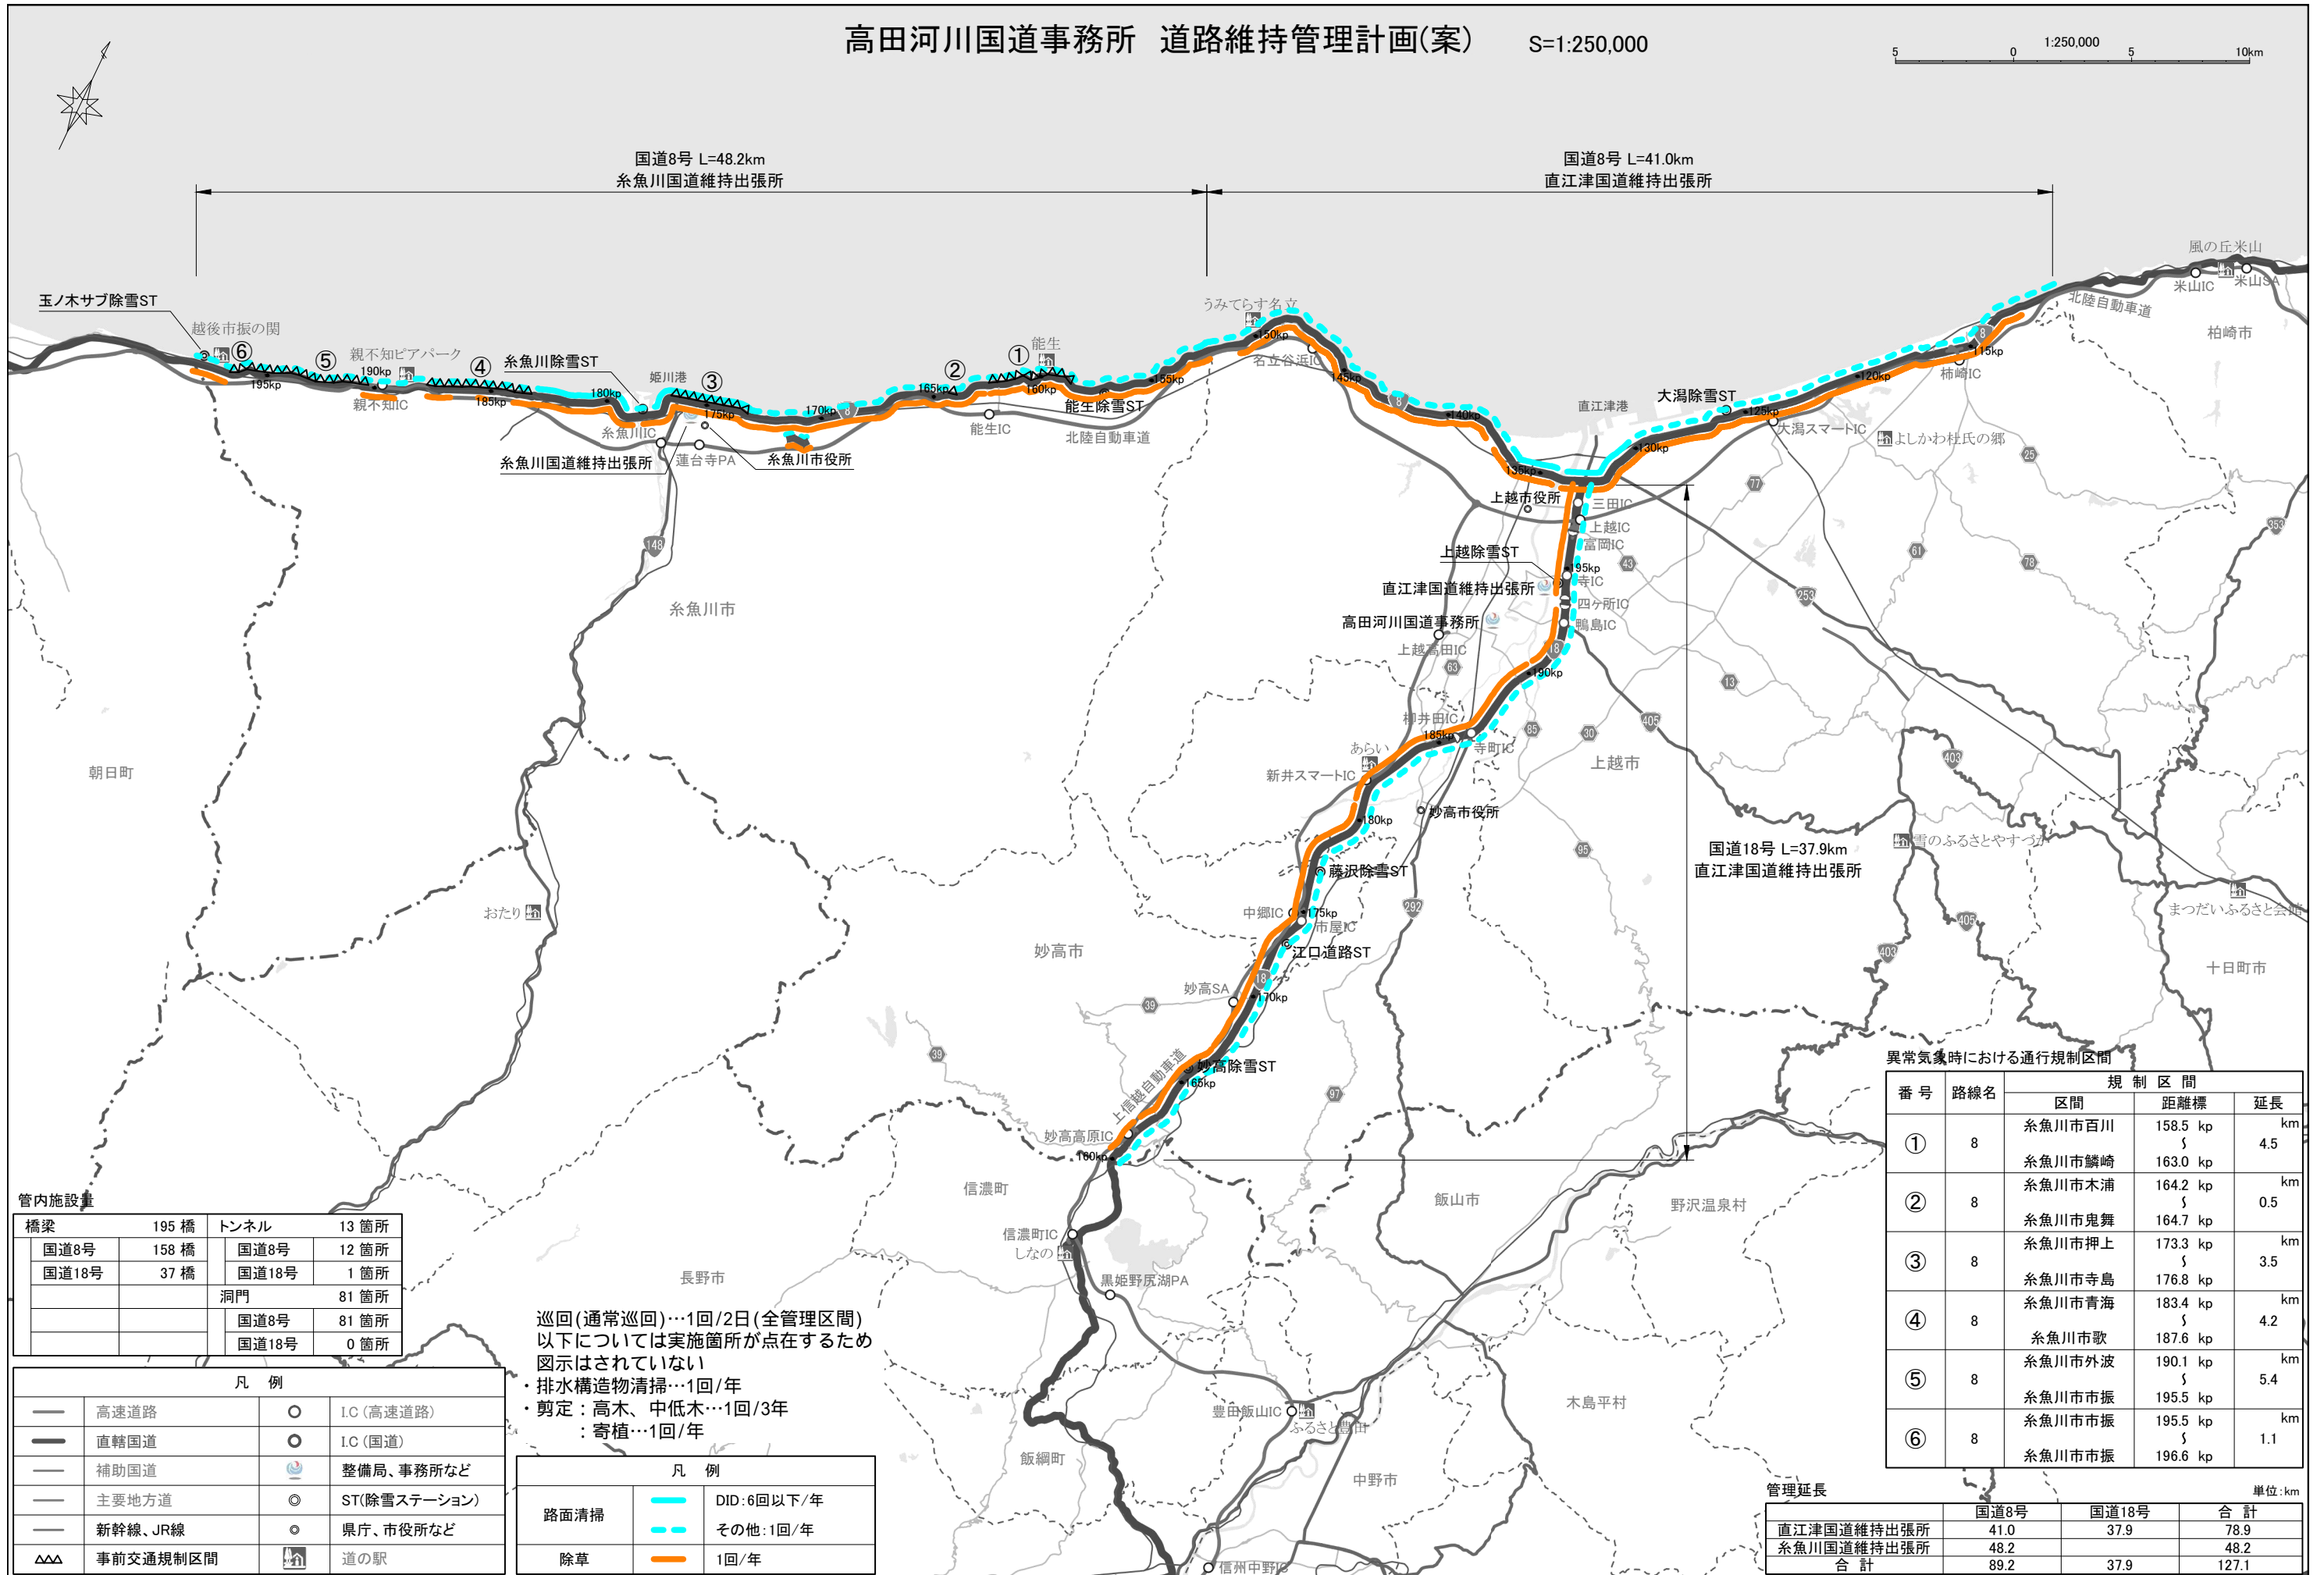 高田河川国道事務所 道路維持管理計画(案) S=1:250,000
1:250,000
5 0 5 10km
国道8号 L=48.2km
糸魚川国道維持出張所
国道8号 L=41.0km
直江津国道維持出張所
風の丘米山
米山IC
米山SA
北陸自動車道
柏崎市
玉ノ木サブ除雪ST
越後市振の関
⑥
⑤
親不知ピアパーク
④
糸魚川除雪ST
姫川港
③
②
①
能生
うみてらす名立
195kp
190kp
親不知IC
185kp
180kp
175kp
170kp
8
165kp
160kp
155kp
150kp
名立谷浜IC
145kp
8
140kp
135kp
130kp
125kp
120kp
115kp
8
柿崎IC
糸魚川IC
蓮台寺PA
糸魚川国道維持出張所
糸魚川市役所
能生IC
能生除雪ST
北陸自動車道
直江津港
大潟除雪ST
大潟スマートIC
よしかわ杜氏の郷
25
77
353
61
78
43
253
148
上越市役所
三田IC
上越IC
富岡IC
上越除雪ST
195kp
寺IC
直江津国道維持出張所
四ケ所IC
高田河川国道事務所
鴨島IC
上越高田IC
63
18
190kp
13
405
糸魚川市
柳井田IC
185kp
寺町IC
85
30
上越市
403
あらい
新井スマートIC
朝日町
180kp
妙高市役所
国道18号 L=37.9km
直江津国道維持出張所
95
雪のふるさとやすづか
藤沢除雪ST
まつだいふるさと会館
おたり
中郷IC
175kp
市屋IC
292
405
403
妙高市
江口道路ST
十日町市
18
170kp
妙高SA
39
39
上信越自動車道
妙高除雪ST
165kp
97
妙高高原IC
160kp
信濃町
飯山市
野沢温泉村
信濃町IC
しなの
長野市
黒姫野尻湖PA
豊田飯山IC
ふるさと豊田
木島平村
飯綱町
中野市
信州中野IC
異常気象時における通行規制区間
番 号 路線名 規 制 区 間
区間 距離標 延長
① 8 糸魚川市百川 ~ 糸魚川市鱗崎 158.5 kp ~ 163.0 kp km 4.5
② 8 糸魚川市木浦 ~ 糸魚川市鬼舞 164.2 kp ~ 164.7 kp km 0.5
③ 8 糸魚川市押上 ~ 糸魚川市寺島 173.3 kp ~ 176.8 kp km 3.5
④ 8 糸魚川市青海 ~ 糸魚川市歌 183.4 kp ~ 187.6 kp km 4.2
⑤ 8 糸魚川市外波 ~ 糸魚川市市振 190.1 kp ~ 195.5 kp km 5.4
⑥ 8 糸魚川市市振 ~ 糸魚川市市振 195.5 kp ~ 196.6 kp km 1.1
管理延長 単位:km
国道8号 国道18号 合 計
直江津国道維持出張所 41.0 37.9 78.9
糸魚川国道維持出張所 48.2 48.2
合 計 89.2 37.9 127.1
管内施設量
橋梁 195 橋 トンネル 13 箇所
国道8号 158 橋 国道8号 12 箇所
国道18号 37 橋 国道18号 1 箇所
洞門 81 箇所
国道8号 81 箇所
国道18号 0 箇所
巡回(通常巡回)…1回/2日(全管理区間)
以下については実施箇所が点在するため
図示はされていない
・排水構造物清掃…1回/年
・剪定：高木、中低木…1回/3年
：寄植…1回/年
凡 例
高速道路 I.C(高速道路)
直轄国道 I.C(国道)
補助国道 整備局、事務所など
主要地方道 ST(除雪ステーション)
新幹線、JR線 県庁、市役所など
事前交通規制区間 道の駅
凡 例
路面清掃 DID:6回以下/年
その他:1回/年
除草 1回/年